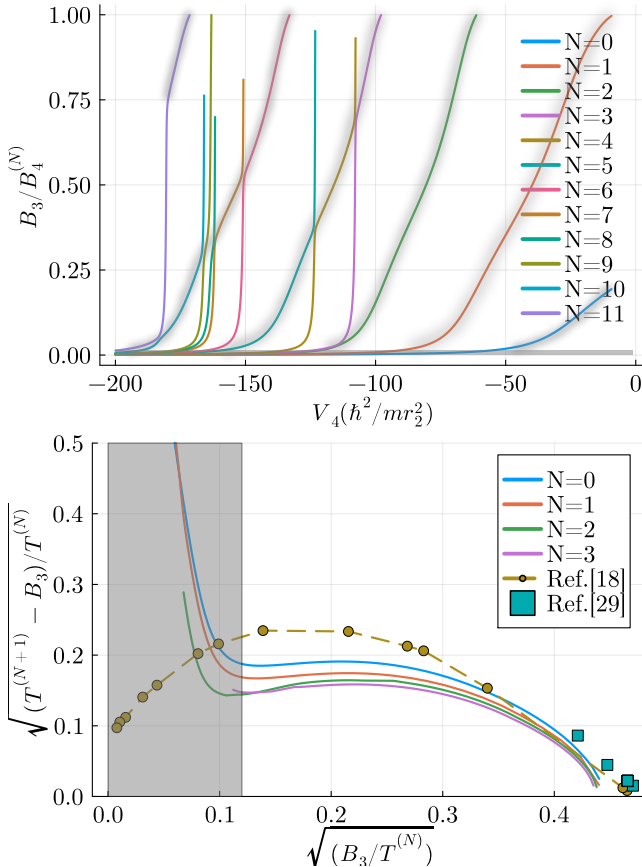 1.00
0.75
0.50
0.25
0.00
B₃/B₄⁽ᴺ⁾
−200
−150
−100
−50
0
V₄(ℏ²/mr₂²)
N=0
N=1
N=2
N=3
N=4
N=5
N=6
N=7
N=8
N=9
N=10
N=11
0.5
0.4
0.3
0.2
0.1
0.0
√(T⁽ᴺ⁺¹⁾ − B₃)/T⁽ᴺ⁾
N=0
N=1
N=2
N=3
Ref.[18]
Ref.[29]
0.0
0.1
0.2
0.3
0.4
√(B₃/T⁽ᴺ⁾)